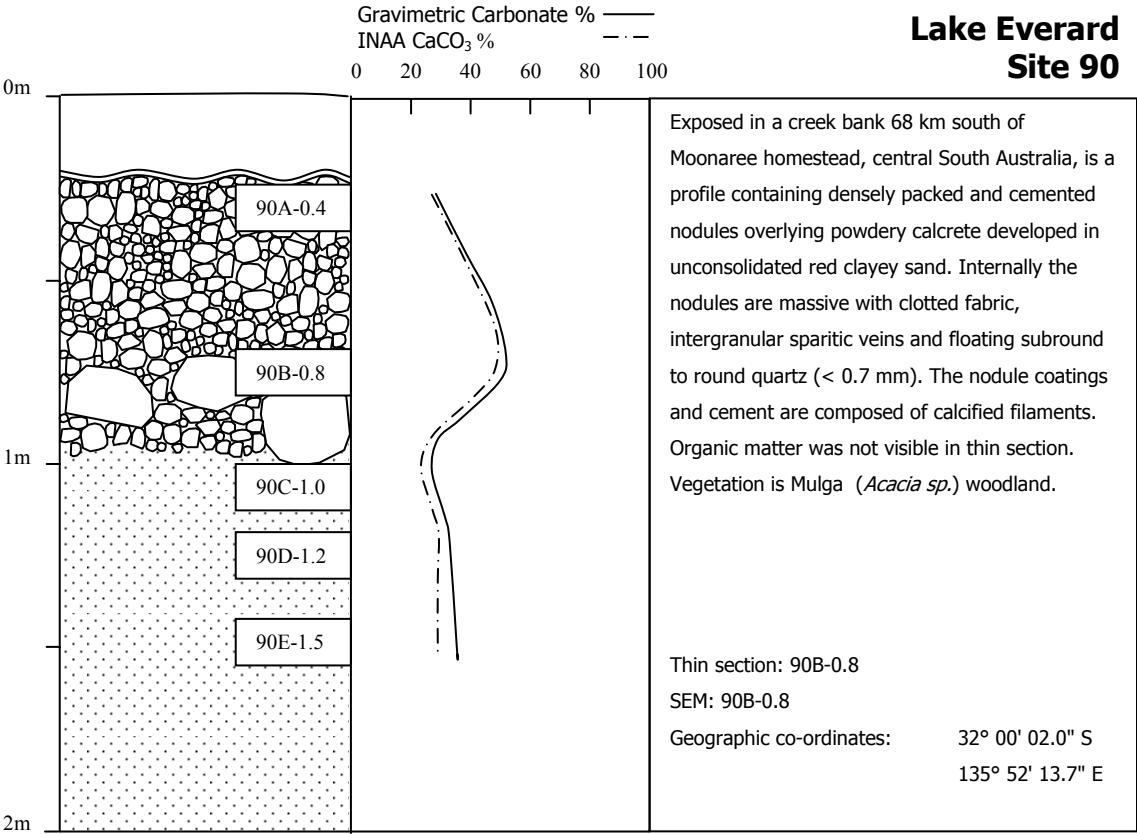 Gravimetric Carbonate %
INAA CaCO₃ %
Lake Everard
Site 90
0 20 40 60 80 100
0m
1m
2m
90A-0.4
90B-0.8
90C-1.0
90D-1.2
90E-1.5
Exposed in a creek bank 68 km south of
Moonaree homestead, central South Australia, is a
profile containing densely packed and cemented
nodules overlying powdery calcrete developed in
unconsolidated red clayey sand. Internally the
nodules are massive with clotted fabric,
intergranular sparitic veins and floating subround
to round quartz (< 0.7 mm). The nodule coatings
and cement are composed of calcified filaments.
Organic matter was not visible in thin section.
Vegetation is Mulga (Acacia sp.) woodland.
Thin section: 90B-0.8
SEM: 90B-0.8
Geographic co-ordinates: 32° 00' 02.0" S
135° 52' 13.7" E